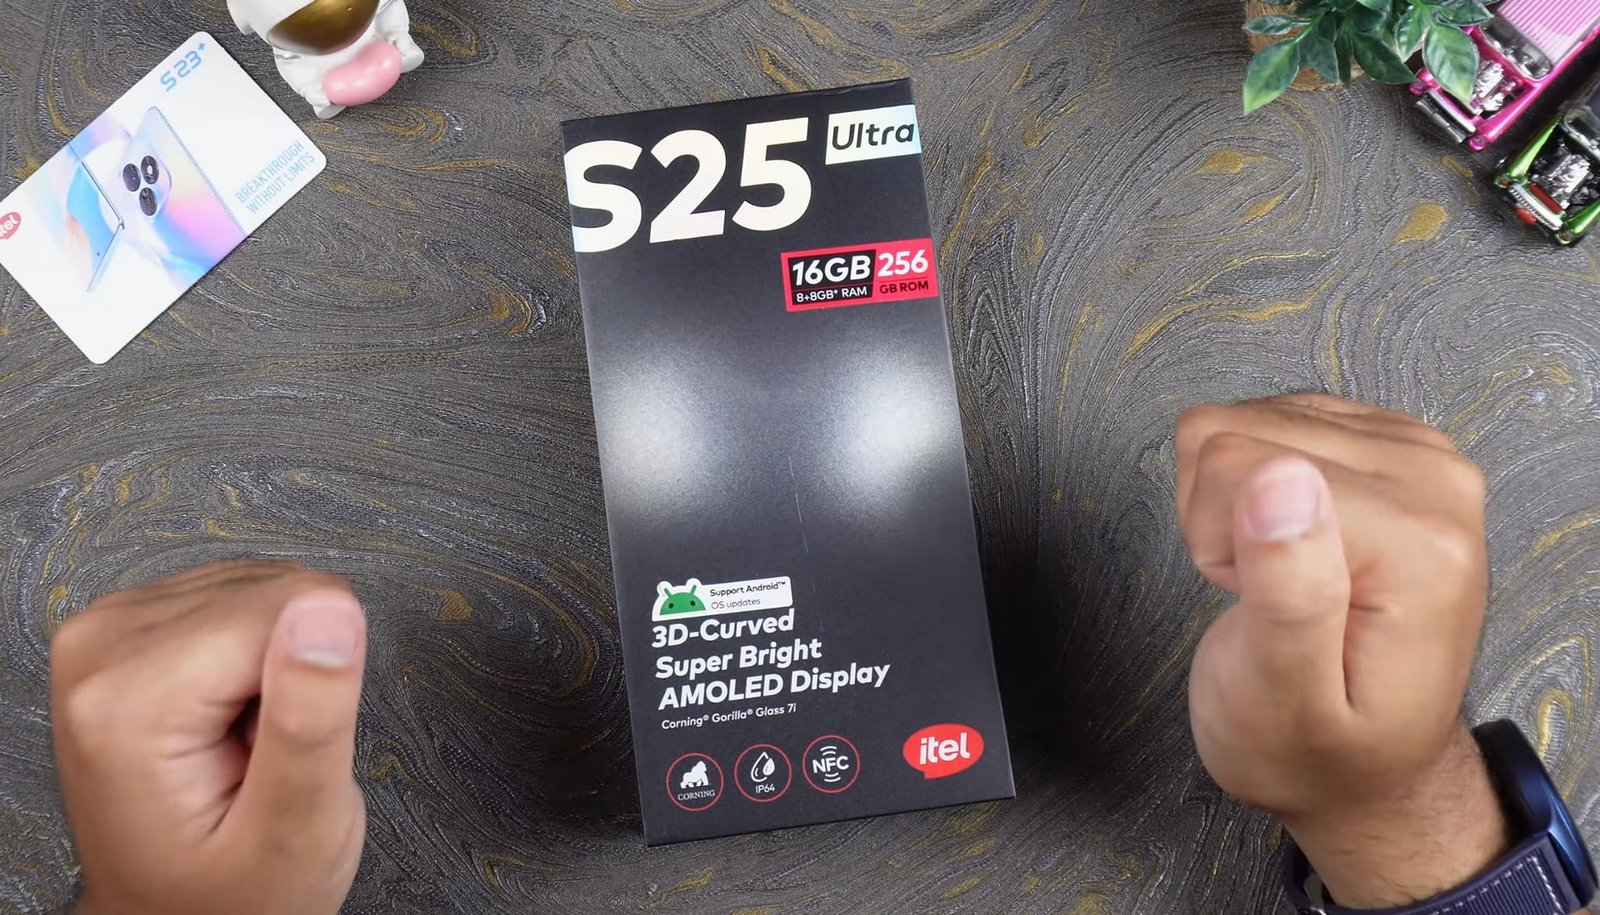 S23+
BREAKTHROUGH
WITHOUT LIMITS
itel
S25 Ultra
16GB 256
8+8GB* RAM GB ROM
Support Android™
OS updates
3D-Curved
Super Bright
AMOLED Display
Corning® Gorilla® Glass 7i
CORNING
IP64
NFC
itel